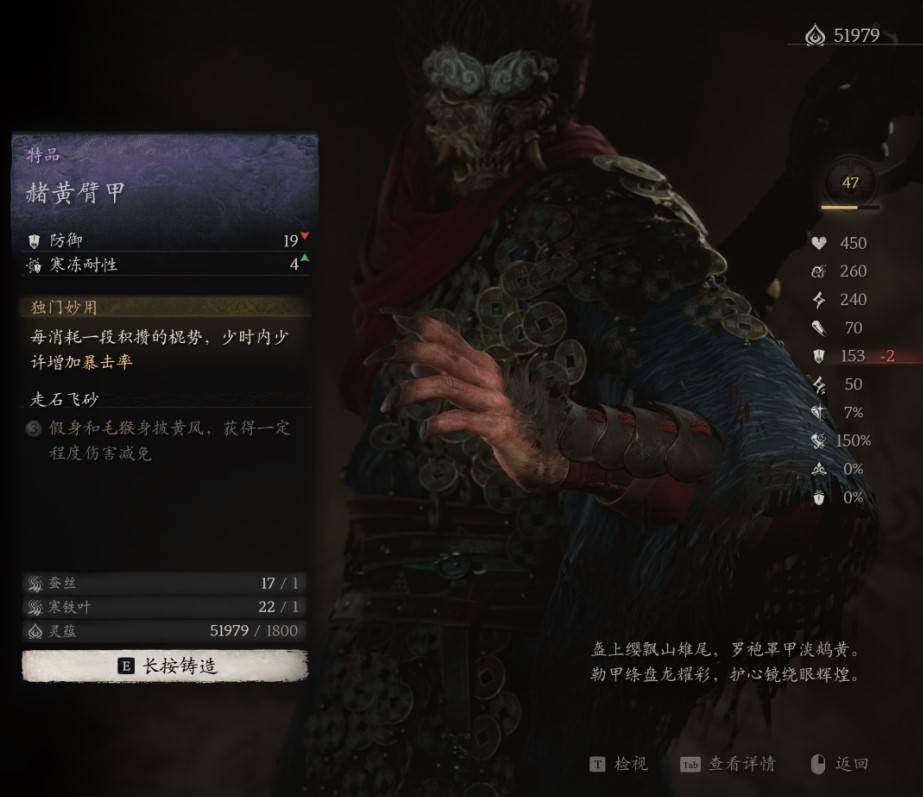 51979
特品
赭黄臂甲
防御 19
寒冻耐性 4
独门妙用
每消耗一段积攒的棍势，少时内少
许增加暴击率
走石飞砂
3 假身和毛猴身披黄风，获得一定
程度伤害减免
蚕丝 17 / 1
寒铁叶 22 / 1
灵蕴 51979 / 1800
E 长按铸造
47
450
260
240
70
153 -2
50
7%
150%
0%
0%
盔上缨飘山雉尾，罗袍罩甲淡鹅黄。
勒甲绦盘龙耀彩，护心镜绕眼辉煌。
T 检视 Tab 查看详情 返回